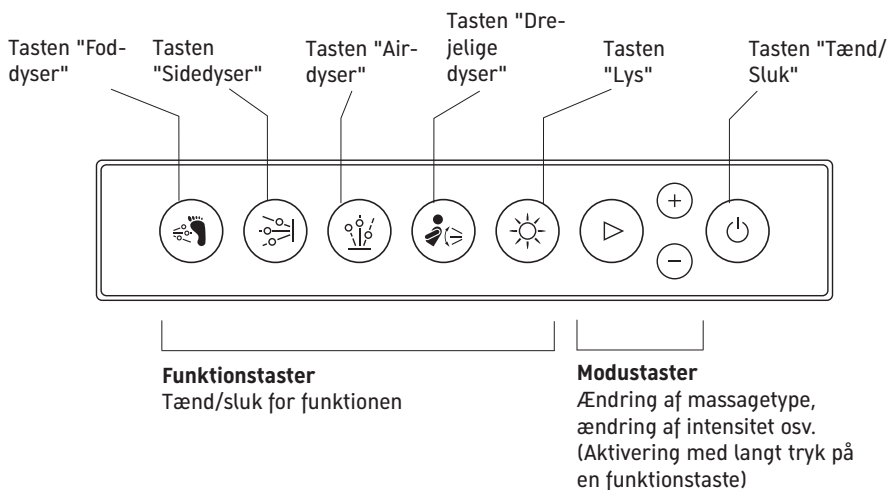 Tasten "Fod-
dyser"
Tasten
"Sidedyser"
Tasten "Air-
dyser"
Tasten "Dre-
jelige
dyser"
Tasten
"Lys"
Tasten "Tænd/
Sluk"
Funktionstaster
Tænd/sluk for funktionen
Modustaster
Ændring af massagetype,
ændring af intensitet osv.
(Aktivering med langt tryk på
en funktionstaste)